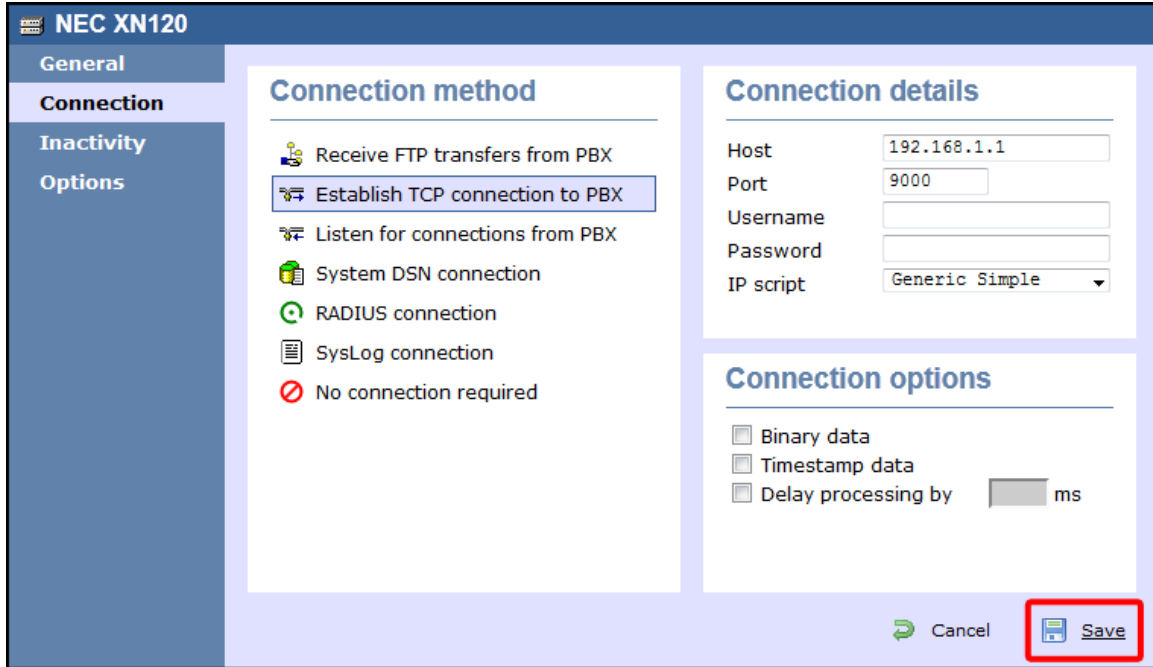 NEC XN120
General
Connection
Inactivity
Options
Connection method
Receive FTP transfers from PBX
Establish TCP connection to PBX
Listen for connections from PBX
System DSN connection
RADIUS connection
SysLog connection
No connection required
Connection details
Host 192.168.1.1
Port 9000
Username
Password
IP script Generic Simple
Connection options
Binary data
Timestamp data
Delay processing by ms
Cancel Save